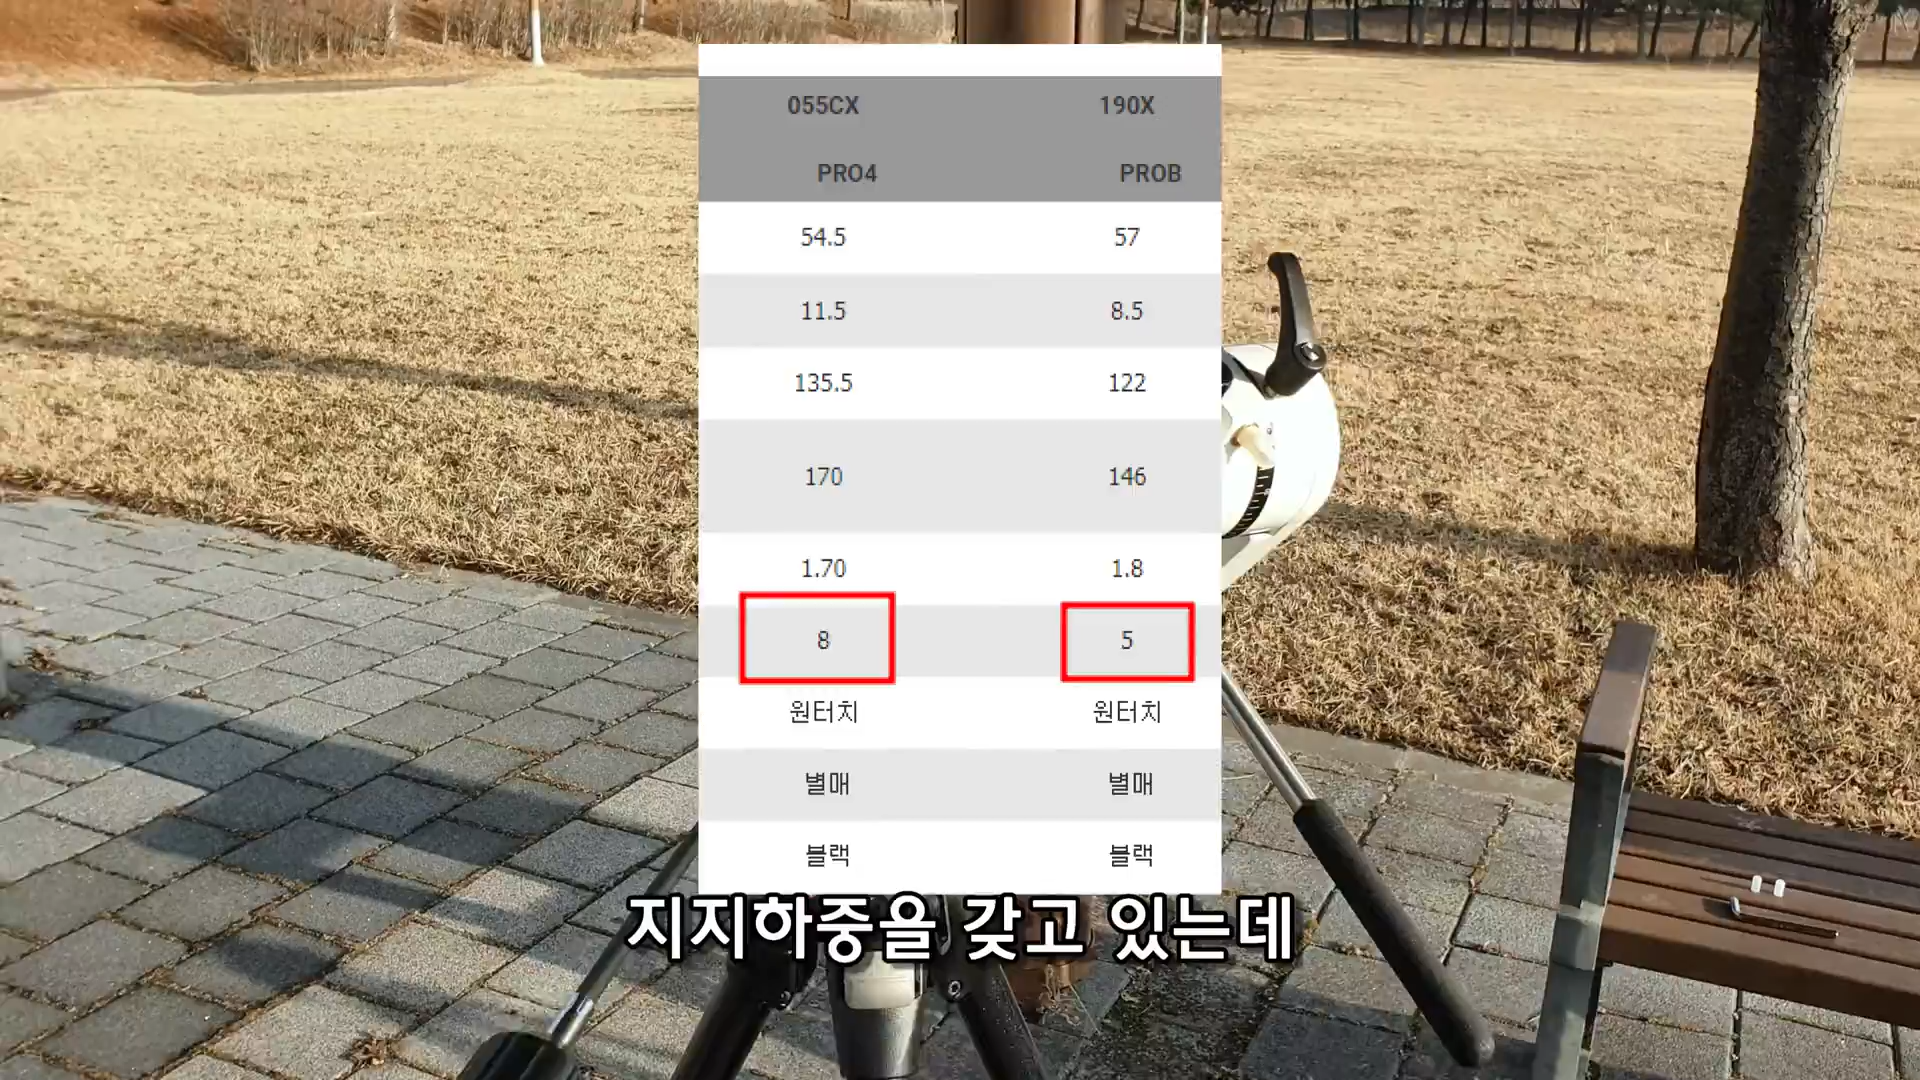 055CX 190X
PRO4 PROB
54.5 57
11.5 8.5
135.5 122
170 146
1.70 1.8
8 5
원터치 원터치
별매 별매
블랙 블랙
지지하중을 갖고 있는데